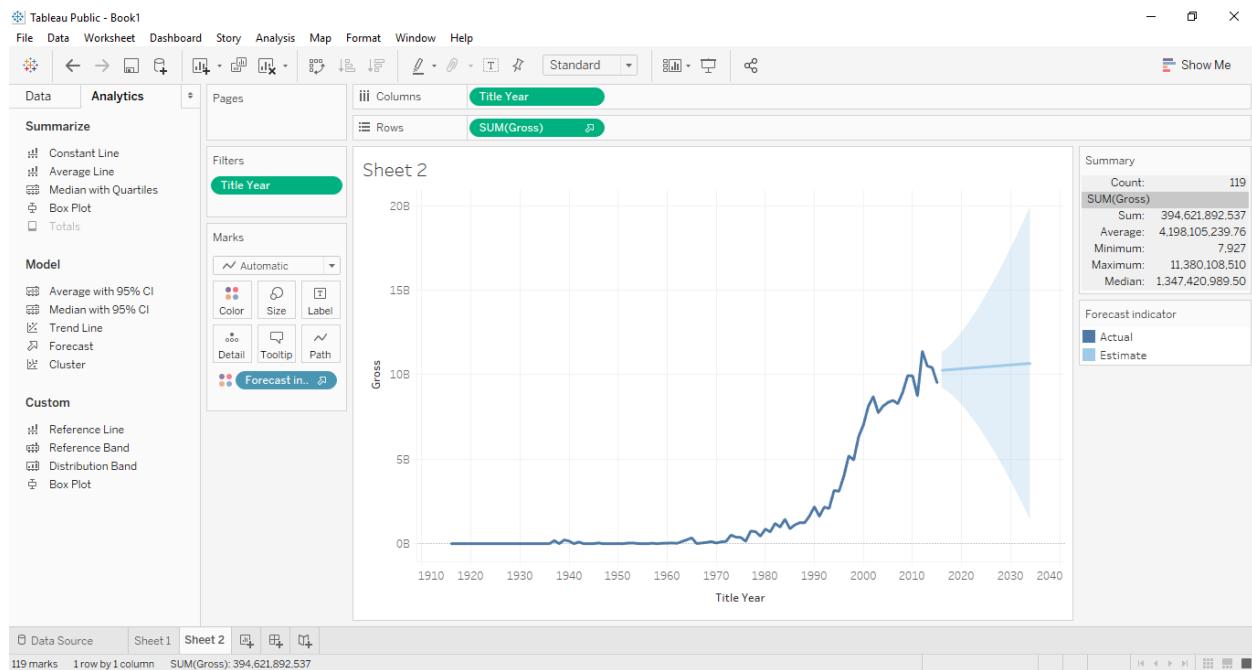 Tableau Public - Book1
File Data Worksheet Dashboard Story Analysis Map Format Window Help
Standard
Show Me
Data Analytics
Summarize
Constant Line
Average Line
Median with Quartiles
Box Plot
Totals
Model
Average with 95% CI
Median with 95% CI
Trend Line
Forecast
Cluster
Custom
Reference Line
Reference Band
Distribution Band
Box Plot
Pages
Filters
Title Year
Marks
Automatic
Color Size Label
Detail Tooltip Path
Forecast in..
Columns Title Year
Rows SUM(Gross)
Sheet 2
20B
15B
10B
5B
0B
Gross
1910 1920 1930 1940 1950 1960 1970 1980 1990 2000 2010 2020 2030 2040
Title Year
Summary
Count: 119
SUM(Gross)
Sum: 394,621,892,537
Average: 4,198,105,239.76
Minimum: 7,927
Maximum: 11,380,108,510
Median: 1,347,420,989.50
Forecast indicator
Actual
Estimate
Data Source Sheet 1 Sheet 2
119 marks 1 row by 1 column SUM(Gross): 394,621,892,537